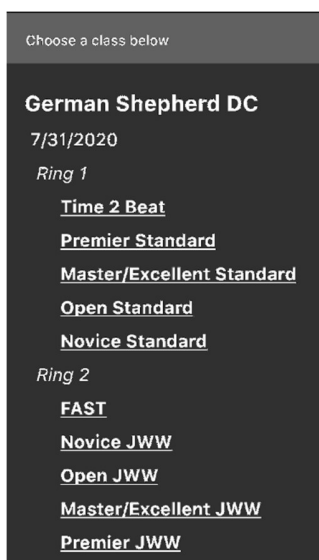 Choose a class below
German Shepherd DC
7/31/2020
Ring 1
Time 2 Beat
Premier Standard
Master/Excellent Standard
Open Standard
Novice Standard
Ring 2
FAST
Novice JWW
Open JWW
Master/Excellent JWW
Premier JWW